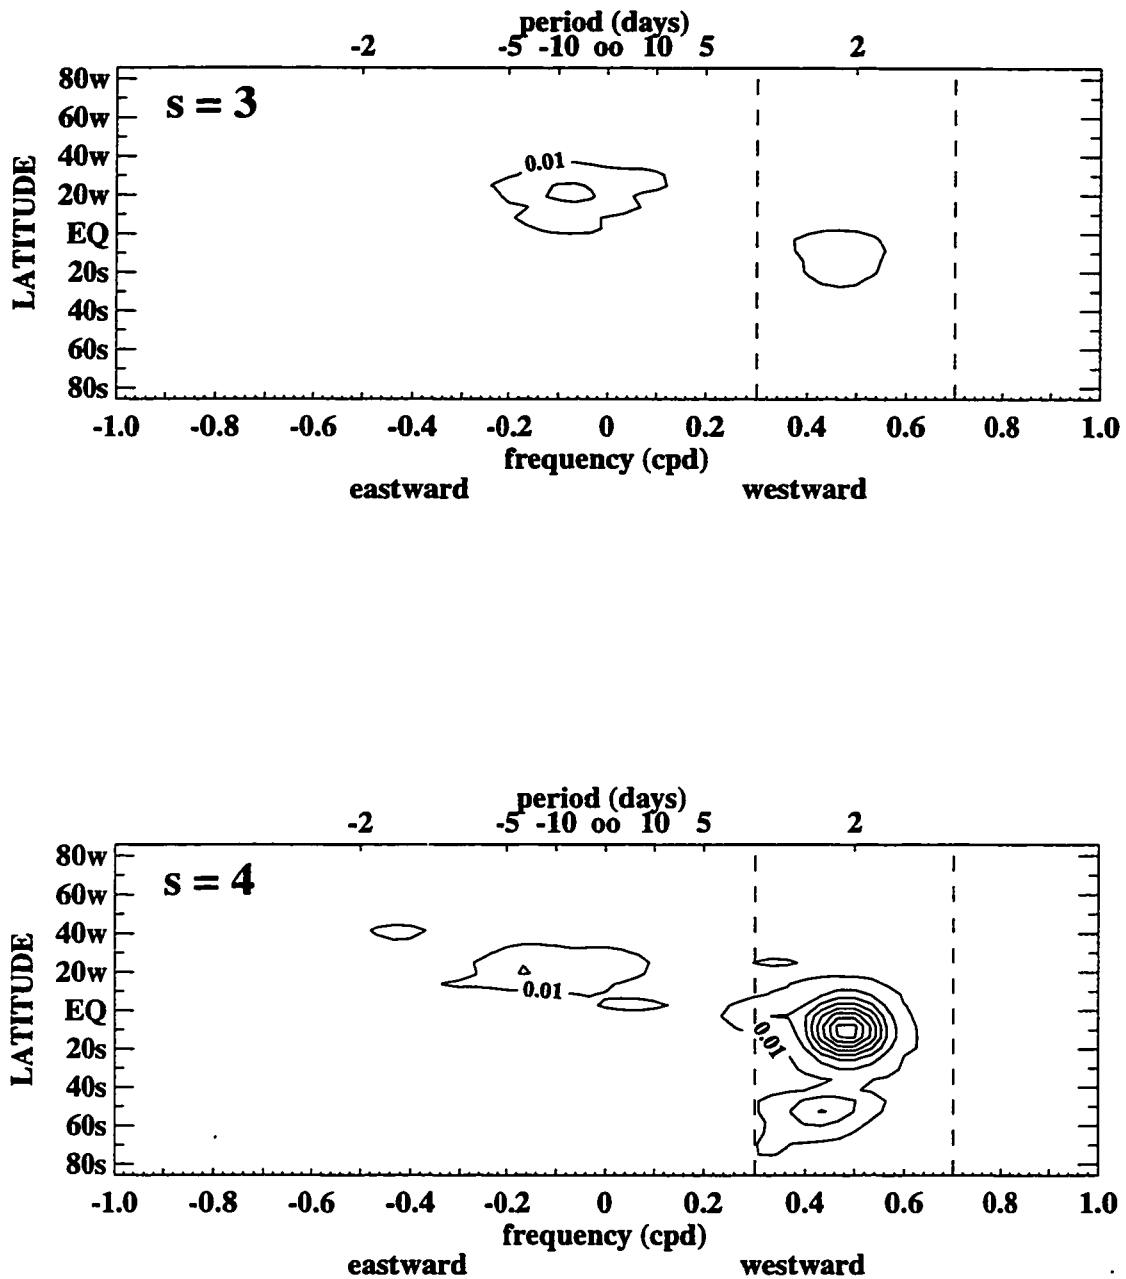 period (days)
-2 -5 -10 oo 10 5 2
s = 3
80w
60w
40w
20w
EQ
20s
40s
60s
80s
LATITUDE
0.01
-1.0 -0.8 -0.6 -0.4 -0.2 0 0.2 0.4 0.6 0.8 1.0
frequency (cpd)
eastward westward
period (days)
-2 -5 -10 oo 10 5 2
s = 4
80w
60w
40w
20w
EQ
20s
40s
60s
80s
LATITUDE
0.01
0.01
-1.0 -0.8 -0.6 -0.4 -0.2 0 0.2 0.4 0.6 0.8 1.0
frequency (cpd)
eastward westward